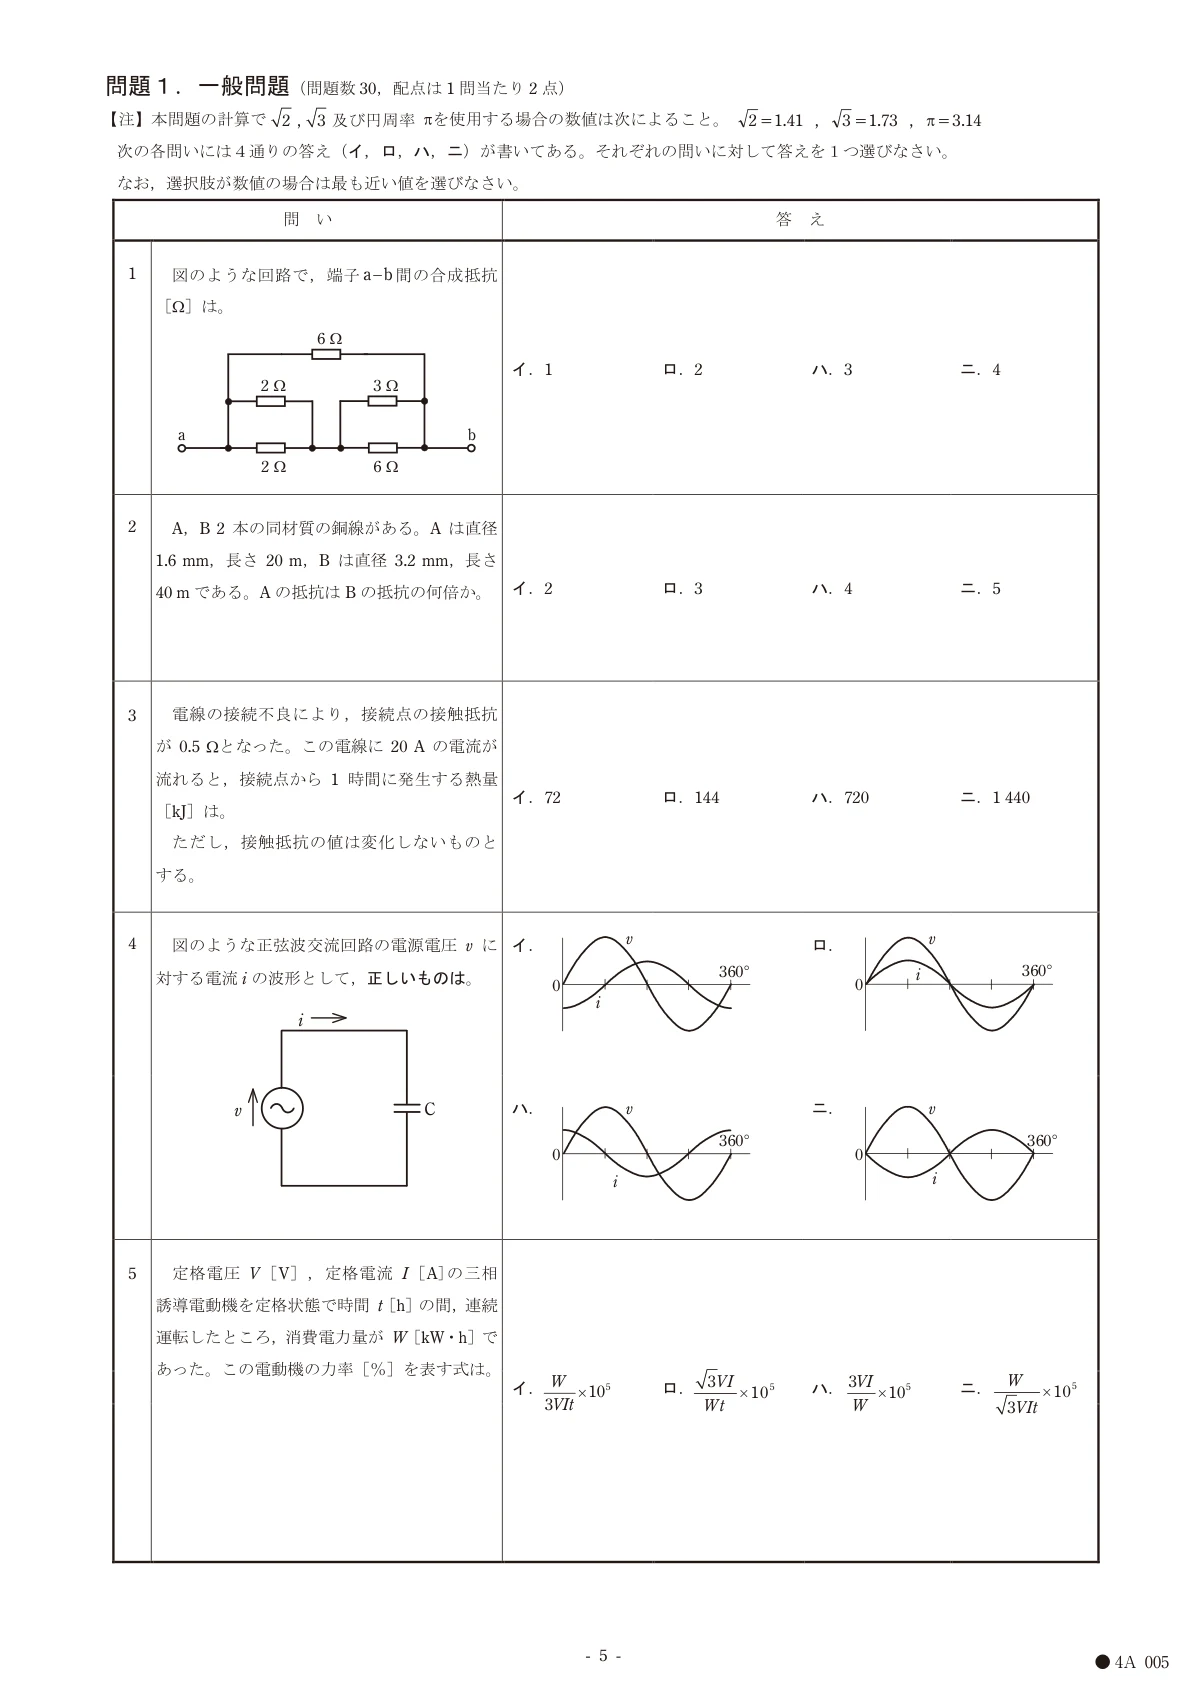 問題1．一般問題（問題数30，配点は1問当たり2点）
【注】本問題の計算で√2，√3及び円周率 πを使用する場合の数値は次によること。 √2＝1.41 ，√3＝1.73 ，π＝3.14
次の各問いには4通りの答え（イ，ロ，ハ，ニ）が書いてある。それぞれの問いに対して答えを1つ選びなさい。
なお，選択肢が数値の場合は最も近い値を選びなさい。
問　い
答　え
1
図のような回路で，端子a−b間の合成抵抗
［Ω］は。
6 Ω
2 Ω
3 Ω
a
b
2 Ω
6 Ω
イ．1
ロ．2
ハ．3
ニ．4
2
A，B 2 本の同材質の銅線がある。A は直径
1.6 mm，長さ 20 m，B は直径 3.2 mm，長さ
40 m である。A の抵抗は B の抵抗の何倍か。
イ．2
ロ．3
ハ．4
ニ．5
3
電線の接続不良により，接続点の接触抵抗
が 0.5 Ωとなった。この電線に 20 A の電流が
流れると，接続点から 1 時間に発生する熱量
［kJ］は。
ただし，接触抵抗の値は変化しないものと
する。
イ．72
ロ．144
ハ．720
ニ．1 440
4
図のような正弦波交流回路の電源電圧 v に
対する電流 i の波形として，正しいものは。
i
v
C
イ．
v
360°
0
i
ロ．
v
i
360°
0
ハ．
v
360°
0
i
ニ．
v
360°
0
i
5
定格電圧 V［V］，定格電流 I［A］の三相
誘導電動機を定格状態で時間 t［h］の間，連続
運転したところ，消費電力量が W［kW・h］で
あった。この電動機の力率［％］を表す式は。
イ．W/3VIt×10⁵
ロ．√3VI/Wt×10⁵
ハ．3VI/W×10⁵
ニ．W/√3VIt×10⁵
- 5 -
●4A 005